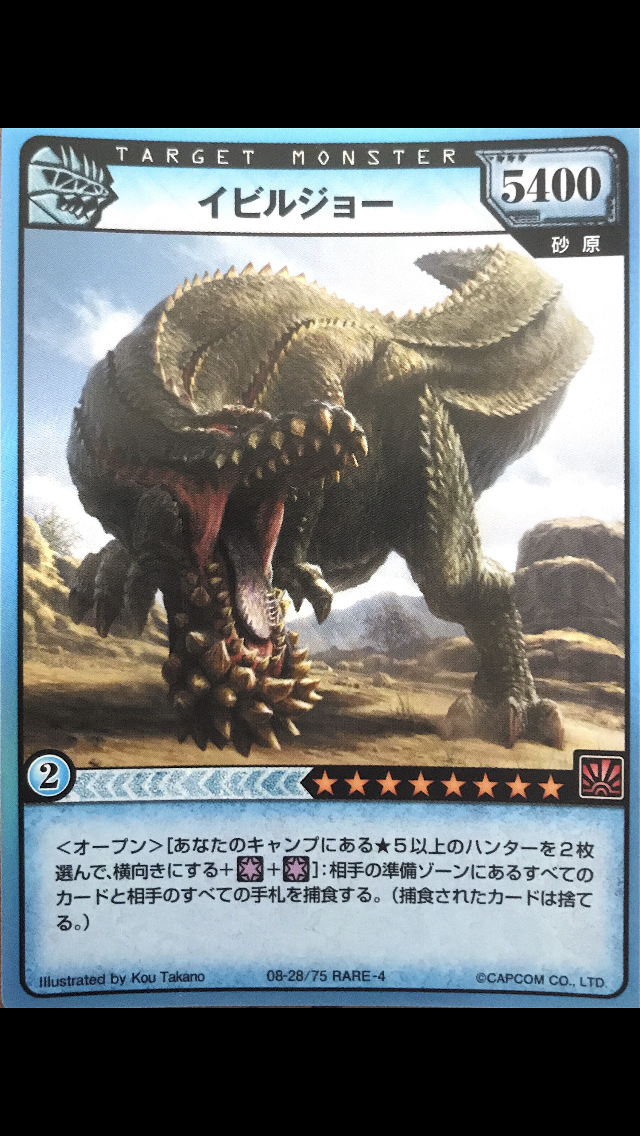 TARGET MONSTER
イビルジョー
5400
砂原
2
★★★★★★★★
<オープン>[あなたのキャンプにある★5以上のハンターを2枚
選んで、横向きにする+ + ]:相手の準備ゾーンにあるすべての
カードと相手のすべての手札を捕食する。(捕食されたカードは捨て
る。)
Illustrated by Kou Takano 08-28/75 RARE-4 ©CAPCOM CO., LTD.